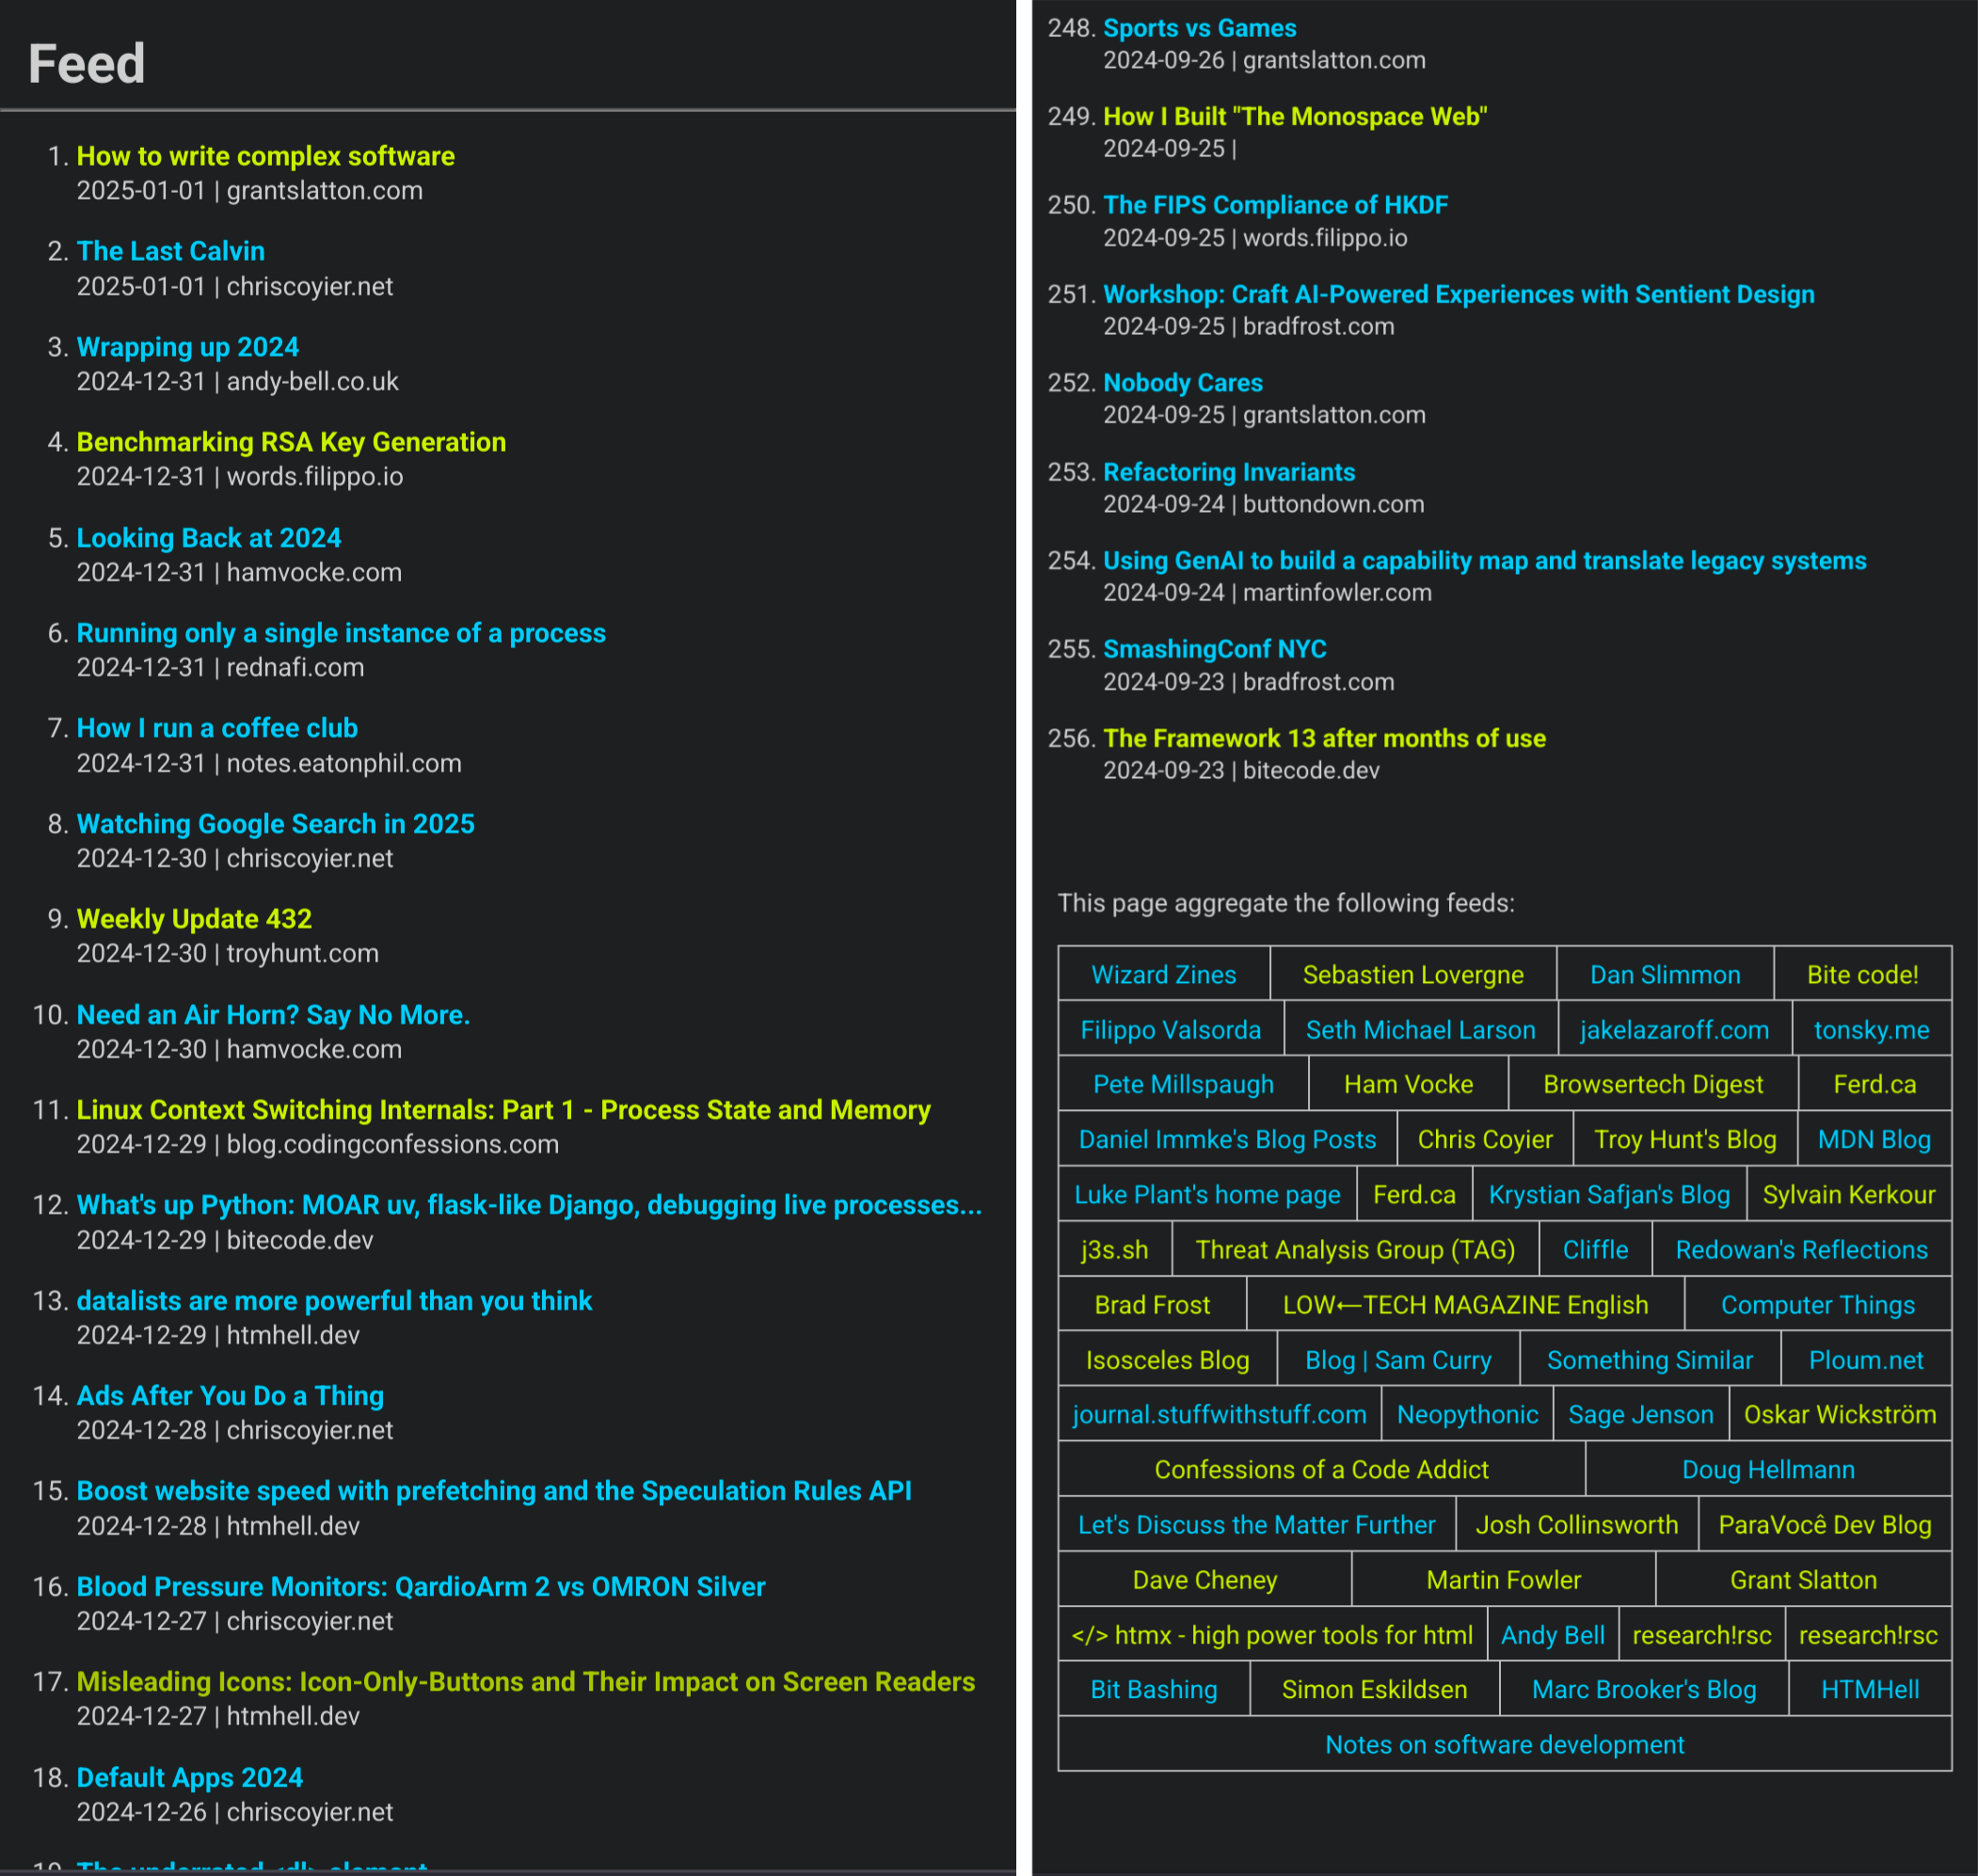 Feed
1. How to write complex software
2025-01-01 | grantslatton.com
2. The Last Calvin
2025-01-01 | chriscoyier.net
3. Wrapping up 2024
2024-12-31 | andy-bell.co.uk
4. Benchmarking RSA Key Generation
2024-12-31 | words.filippo.io
5. Looking Back at 2024
2024-12-31 | hamvocke.com
6. Running only a single instance of a process
2024-12-31 | rednafi.com
7. How I run a coffee club
2024-12-31 | notes.eatonphil.com
8. Watching Google Search in 2025
2024-12-30 | chriscoyier.net
9. Weekly Update 432
2024-12-30 | troyhunt.com
10. Need an Air Horn? Say No More.
2024-12-30 | hamvocke.com
11. Linux Context Switching Internals: Part 1 - Process State and Memory
2024-12-29 | blog.codingconfessions.com
12. What's up Python: MOAR uv, flask-like Django, debugging live processes...
2024-12-29 | bitecode.dev
13. datalists are more powerful than you think
2024-12-29 | htmhell.dev
14. Ads After You Do a Thing
2024-12-28 | chriscoyier.net
15. Boost website speed with prefetching and the Speculation Rules API
2024-12-28 | htmhell.dev
16. Blood Pressure Monitors: QardioArm 2 vs OMRON Silver
2024-12-27 | chriscoyier.net
17. Misleading Icons: Icon-Only-Buttons and Their Impact on Screen Readers
2024-12-27 | htmhell.dev
18. Default Apps 2024
2024-12-26 | chriscoyier.net
19. The underrated <dl> element
248. Sports vs Games
2024-09-26 | grantslatton.com
249. How I Built "The Monospace Web"
2024-09-25 |
250. The FIPS Compliance of HKDF
2024-09-25 | words.filippo.io
251. Workshop: Craft AI-Powered Experiences with Sentient Design
2024-09-25 | bradfrost.com
252. Nobody Cares
2024-09-25 | grantslatton.com
253. Refactoring Invariants
2024-09-24 | buttondown.com
254. Using GenAI to build a capability map and translate legacy systems
2024-09-24 | martinfowler.com
255. SmashingConf NYC
2024-09-23 | bradfrost.com
256. The Framework 13 after months of use
2024-09-23 | bitecode.dev
This page aggregate the following feeds:
Wizard Zines Sebastien Lovergne Dan Slimmon Bite code!
Filippo Valsorda Seth Michael Larson jakelazaroff.com tonsky.me
Pete Millspaugh Ham Vocke Browsertech Digest Ferd.ca
Daniel Immke's Blog Posts Chris Coyier Troy Hunt's Blog MDN Blog
Luke Plant's home page Ferd.ca Krystian Safjan's Blog Sylvain Kerkour
j3s.sh Threat Analysis Group (TAG) Cliffle Redowan's Reflections
Brad Frost LOW←TECH MAGAZINE English Computer Things
Isosceles Blog Blog | Sam Curry Something Similar Ploum.net
journal.stuffwithstuff.com Neopythonic Sage Jenson Oskar Wickström
Confessions of a Code Addict Doug Hellmann
Let's Discuss the Matter Further Josh Collinsworth ParaVocê Dev Blog
Dave Cheney Martin Fowler Grant Slatton
</> htmx - high power tools for html Andy Bell research!rsc research!rsc
Bit Bashing Simon Eskildsen Marc Brooker's Blog HTMHell
Notes on software development